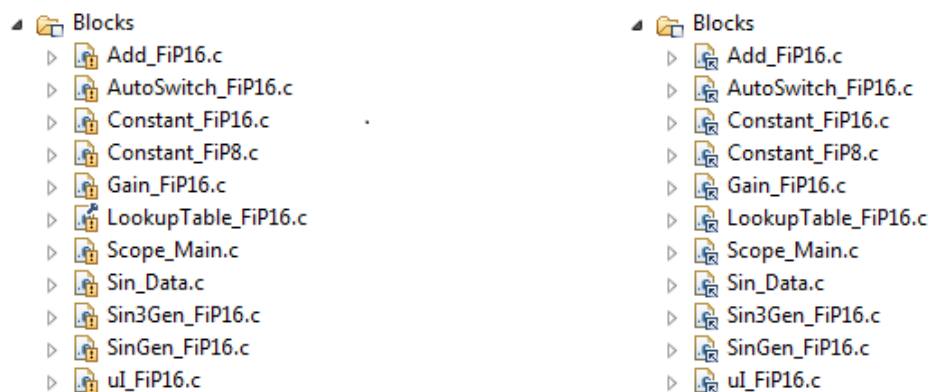 Blocks
Add_FiP16.c
AutoSwitch_FiP16.c
Constant_FiP16.c
Constant_FiP8.c
Gain_FiP16.c
LookupTable_FiP16.c
Scope_Main.c
Sin_Data.c
Sin3Gen_FiP16.c
SinGen_FiP16.c
uI_FiP16.c
Blocks
Add_FiP16.c
AutoSwitch_FiP16.c
Constant_FiP16.c
Constant_FiP8.c
Gain_FiP16.c
LookupTable_FiP16.c
Scope_Main.c
Sin_Data.c
Sin3Gen_FiP16.c
SinGen_FiP16.c
uI_FiP16.c